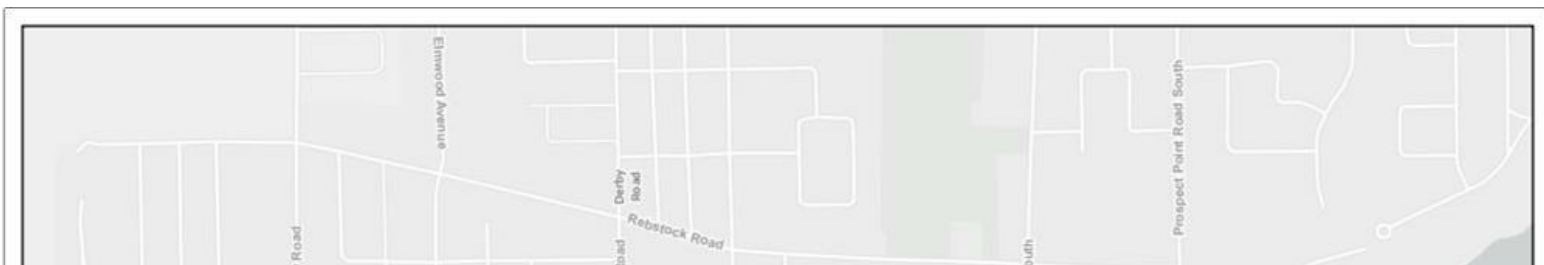 Elmwood Avenue
Prospect Point Road South
Derby
Road
Rebstock Road
Road
oad
outh